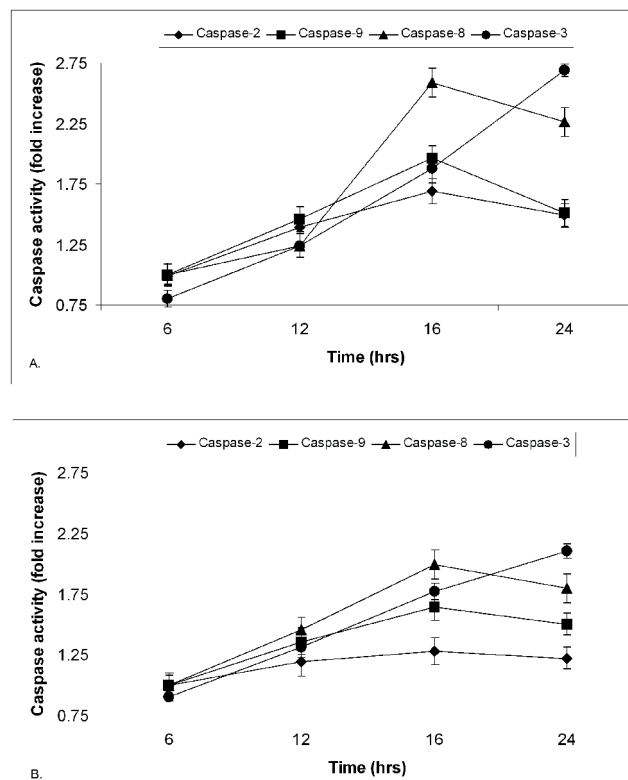 Caspase-2 Caspase-9 Caspase-8 Caspase-3
Caspase activity (fold increase)
2.75
2.25
1.75
1.25
0.75
6 12 16 24
Time (hrs)
A.
Caspase-2 Caspase-9 Caspase-8 Caspase-3
Caspase activity (fold increase)
2.75
2.25
1.75
1.25
0.75
6 12 16 24
Time (hrs)
B.